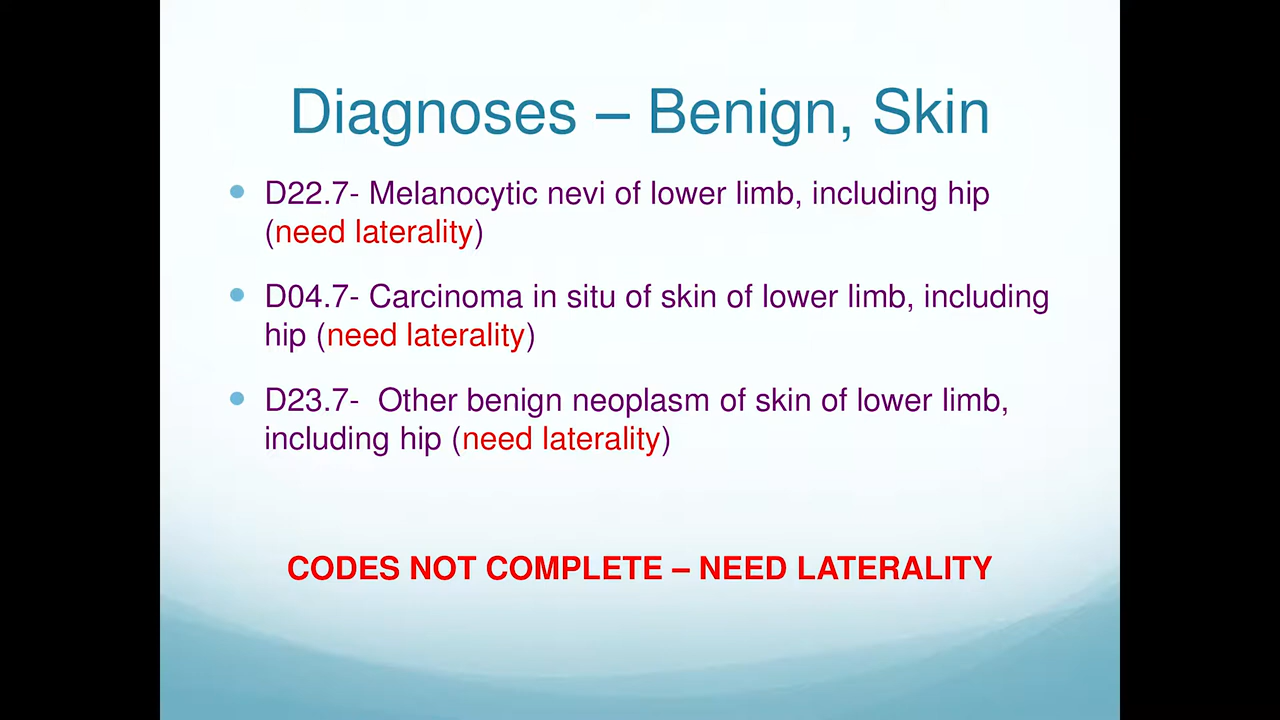 Diagnoses – Benign, Skin
D22.7- Melanocytic nevi of lower limb, including hip
(need laterality)
D04.7- Carcinoma in situ of skin of lower limb, including
hip (need laterality)
D23.7-  Other benign neoplasm of skin of lower limb,
including hip (need laterality)
CODES NOT COMPLETE – NEED LATERALITY